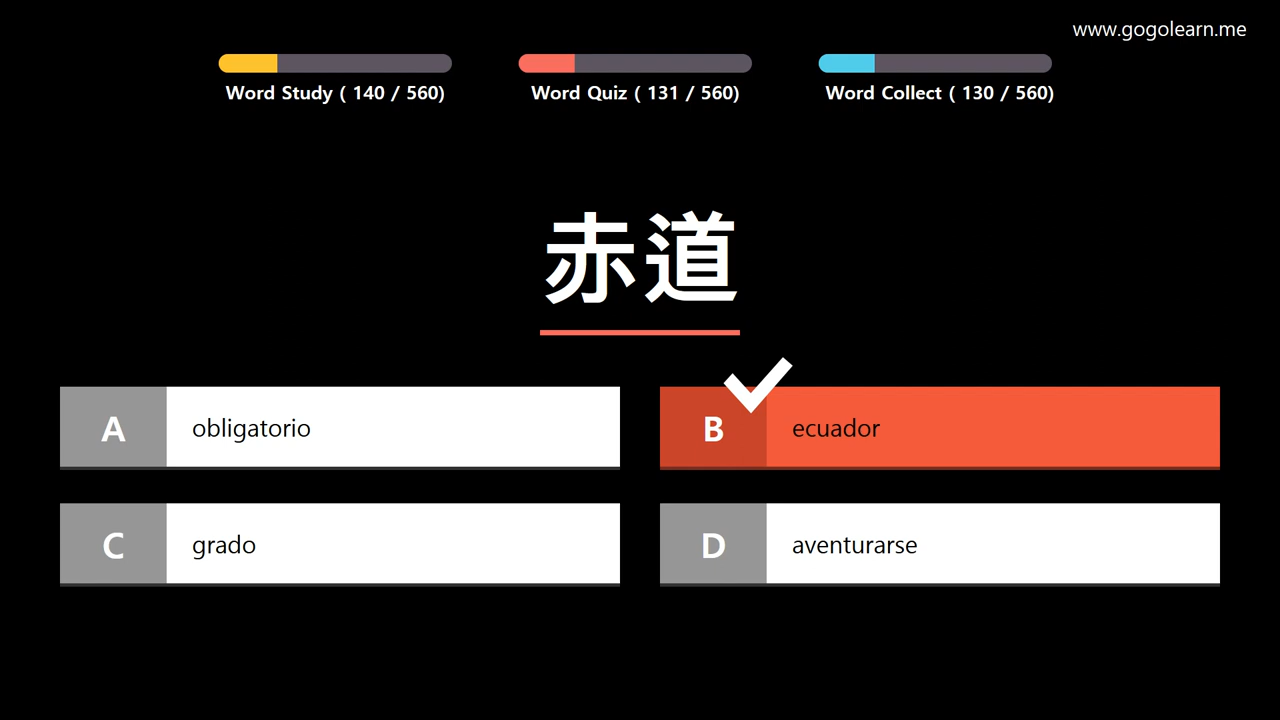 www.gogolearn.me
Word Study ( 140 / 560)
Word Quiz ( 131 / 560)
Word Collect ( 130 / 560)
赤道
A obligatorio
B ecuador
C grado
D aventurarse